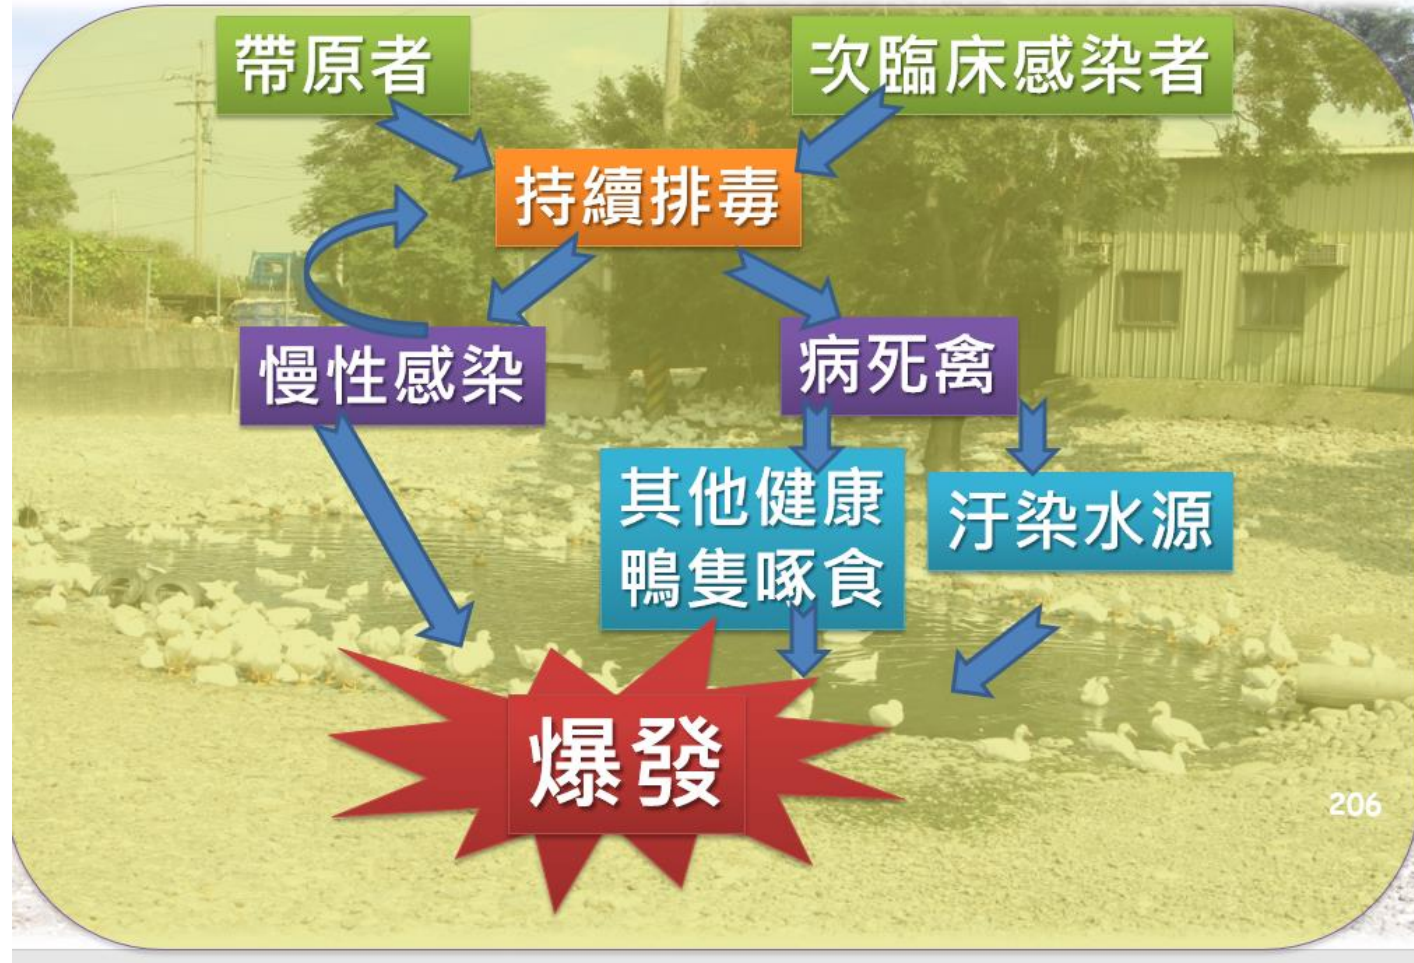 帶原者
次臨床感染者
持續排毒
慢性感染
病死禽
其他健康
鴨隻啄食
汙染水源
爆發
206